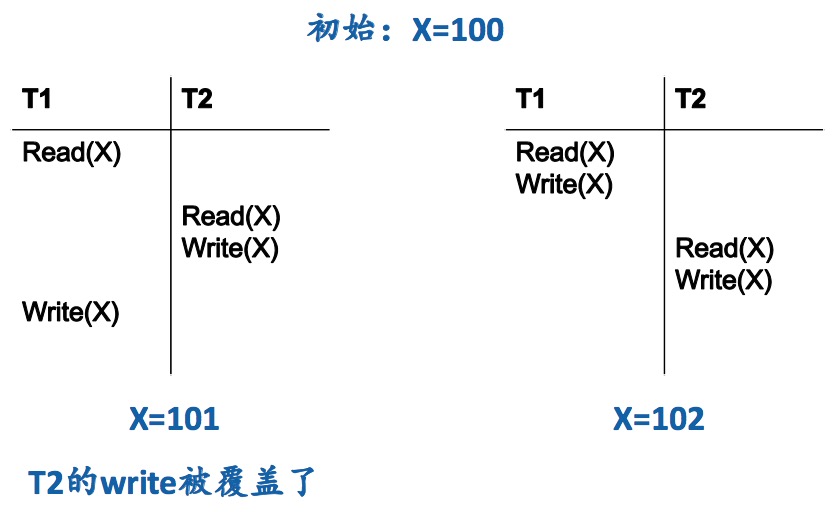 初始：X=100
T1 T2
Read(X)
Read(X)
Write(X)
Write(X)
X=101
T2的write被覆盖了
T1 T2
Read(X)
Write(X)
Read(X)
Write(X)
X=102